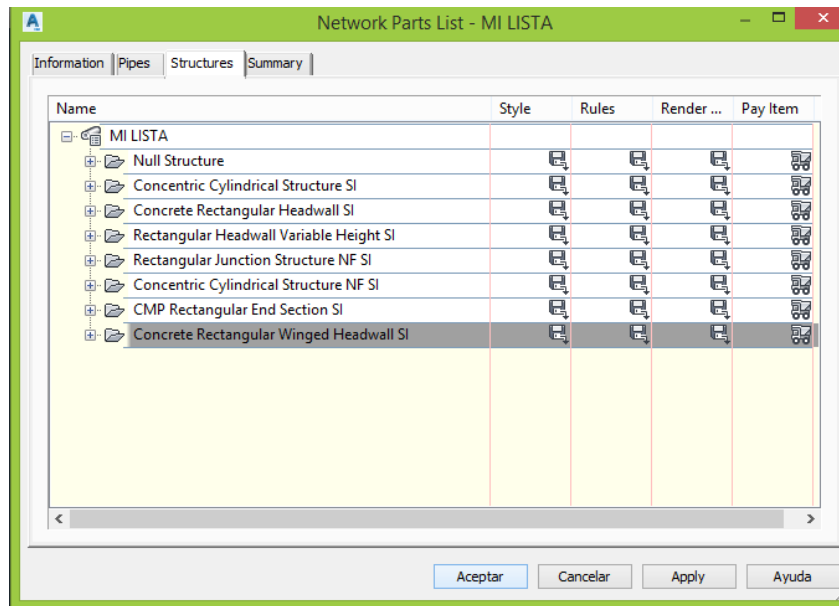 Network Parts List - MI LISTA
Information Pipes Structures Summary
Name Style Rules Render ... Pay Item
MI LISTA
Null Structure
Concentric Cylindrical Structure SI
Concrete Rectangular Headwall SI
Rectangular Headwall Variable Height SI
Rectangular Junction Structure NF SI
Concentric Cylindrical Structure NF SI
CMP Rectangular End Section SI
Concrete Rectangular Winged Headwall SI
Aceptar Cancelar Apply Ayuda